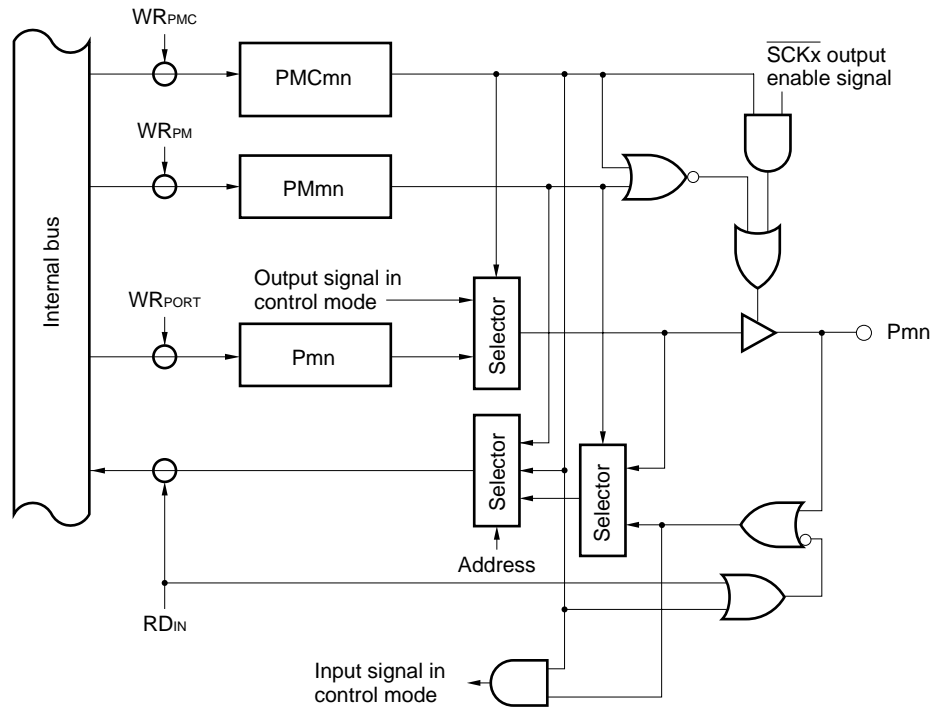 WRPMC
PMCmn
SCKx output
enable signal
WRPM
PMmn
Internal bus
Output signal in
control mode
Selector
WRPORT
Pmn
Pmn
Selector
Selector
Address
RDIN
Input signal in
control mode